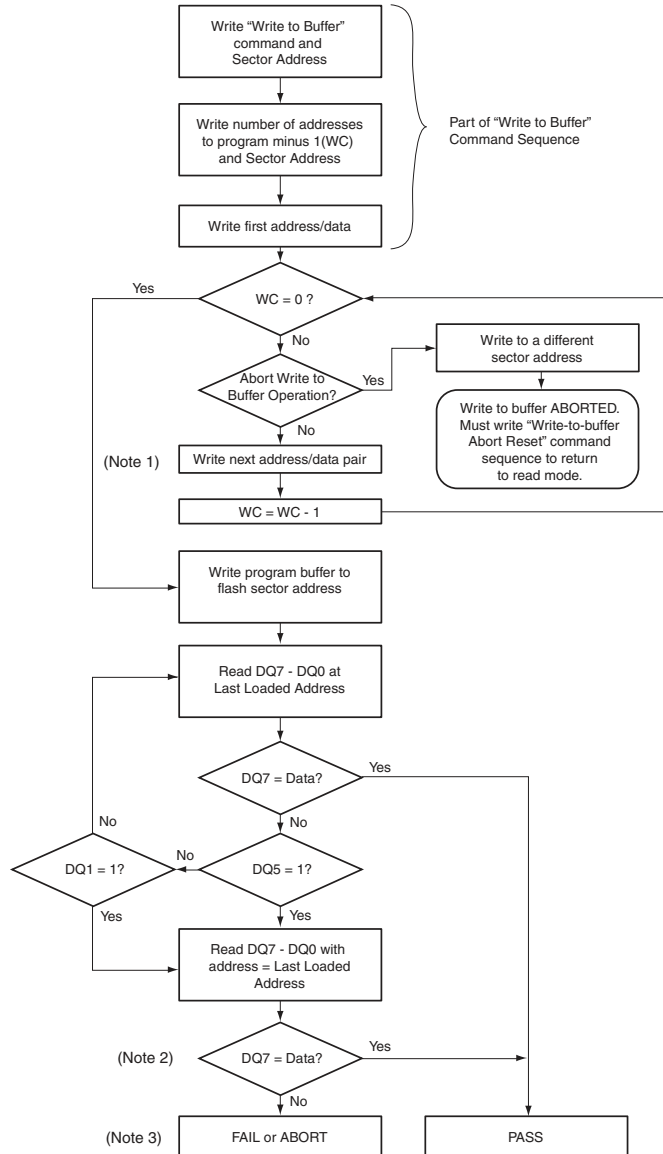 Write “Write to Buffer”
command and
Sector Address
Write number of addresses
to program minus 1(WC)
and Sector Address
Part of “Write to Buffer”
Command Sequence
Write first address/data
Yes
WC = 0 ?
No
Write to a different
sector address
Abort Write to
Buffer Operation?
Yes
No
Write to buffer ABORTED.
Must write “Write-to-buffer
Abort Reset” command
sequence to return
to read mode.
(Note 1)
Write next address/data pair
WC = WC - 1
Write program buffer to
flash sector address
Read DQ7 - DQ0 at
Last Loaded Address
DQ7 = Data?
Yes
No
No
DQ1 = 1?
No
DQ5 = 1?
Yes
Yes
Read DQ7 - DQ0 with
address = Last Loaded
Address
(Note 2)
DQ7 = Data?
Yes
No
(Note 3)
FAIL or ABORT
PASS